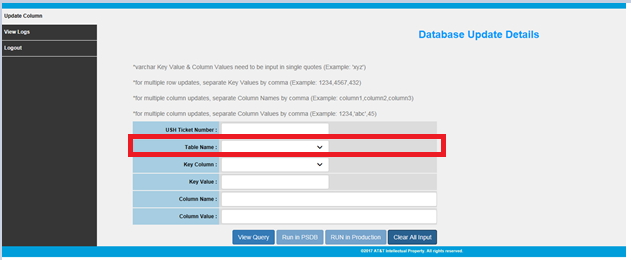 Update Column
View Logs
Logout
Database Update Details
*varchar Key Value & Column Values need to be input in single quotes (Example: 'xyz')
*for multiple row updates, separate Key Values by comma (Example: 1234,4567,432)
*for multiple column updates, separate Column Names by comma (Example: column1,column2,column3)
*for multiple column updates, separate Column Values by comma (Example: 1234,'abc',45)
USH Ticket Number :
Table Name :
Key Column :
Key Value :
Column Name :
Column Value :
View Query Run in PSDB RUN in Production Clear All Input
©2017 AT&T Intellectual Property. All rights reserved.